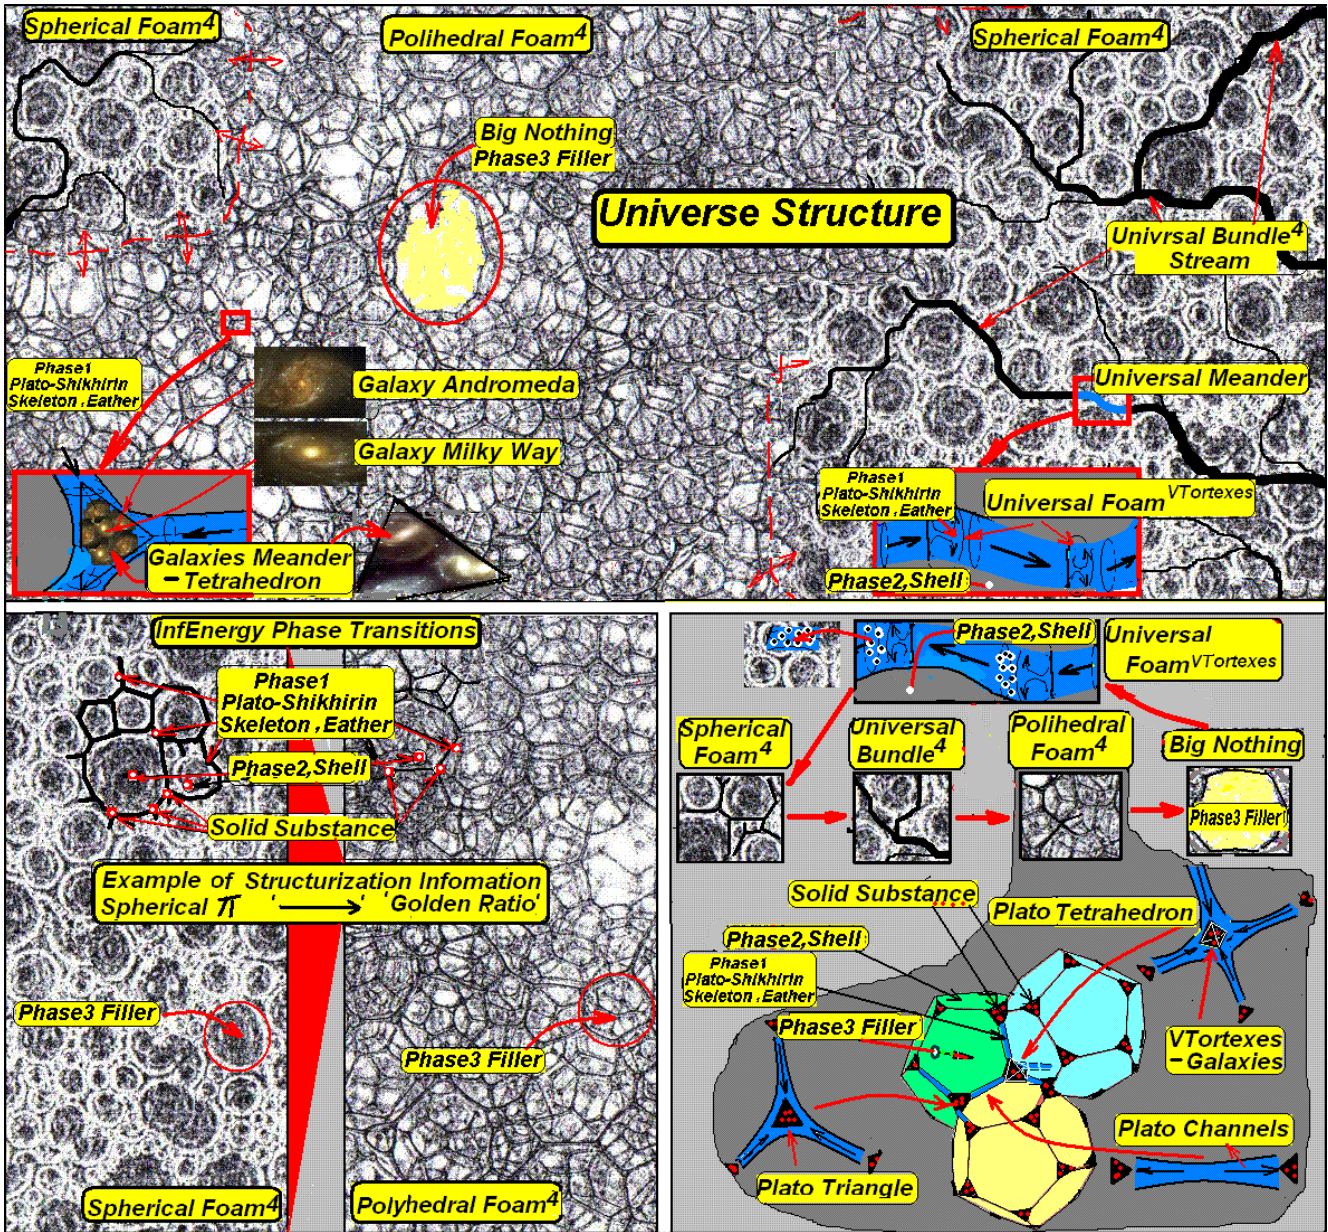 Spherical Foam4
Polihedral Foam4
Spherical Foam4
Big Nothing
Phase3 Filler
Universe Structure
Univrsal Bundle4
Stream
Phase1
Plato-Shikhirin
Skeleton , Eather
Galaxy Andromeda
Galaxy Milky Way
Universal Meander
Phase1
Plato-Shikhirin
Skeleton , Eather
Universal Foam VTortexes
Galaxies Meander
- Tetrahedron
Phase2, Shell
InfEnergy Phase Transitions
Phase1
Plato-Shikhirin
Skeleton , Eather
Phase2, Shell
Solid Substance
Example of Structurization Infomation
Spherical π ' → ' 'Golden Ratio'
Phase3 Filler
Phase3 Filler
Spherical Foam4
Polyhedral Foam4
Phase2, Shell
Universal
Foam VTortexes
Spherical
Foam4
Universal
Bundle4
Polihedral
Foam4
Big Nothing
Phase3 Filler
Solid Substance
Plato Tetrahedron
Phase2, Shell
Phase1
Plato-Shikhirin
Skeleton , Eather
Phase3 Filler
VTortexes
- Galaxies
Plato Channels
Plato Triangle